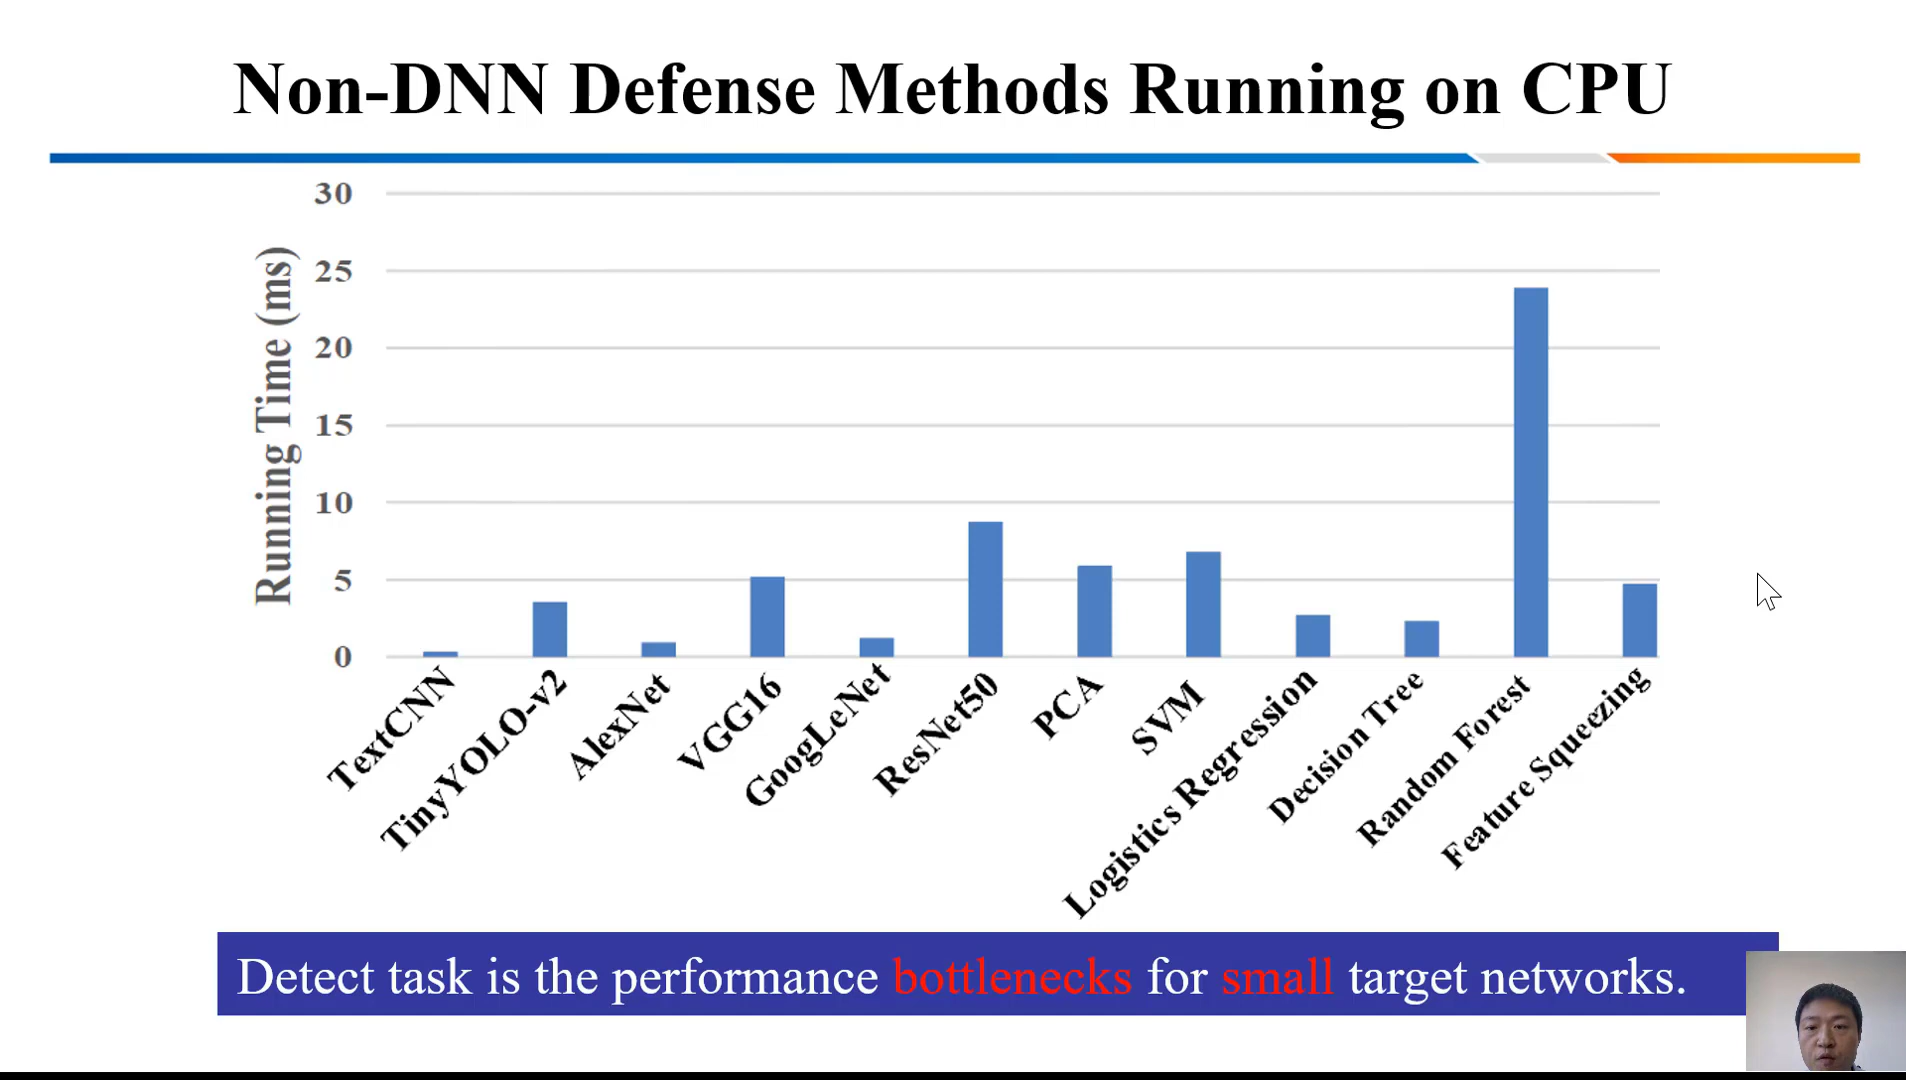 Non-DNN Defense Methods Running on CPU
Running Time (ms)
30
25
20
15
10
5
0
TextCNN
TinyYOLO-v2
AlexNet
VGG16
GoogLeNet
ResNet50
PCA
SVM
Logistics Regression
Decision Tree
Random Forest
Feature Squeezing
Detect task is the performance bottlenecks for small target networks.